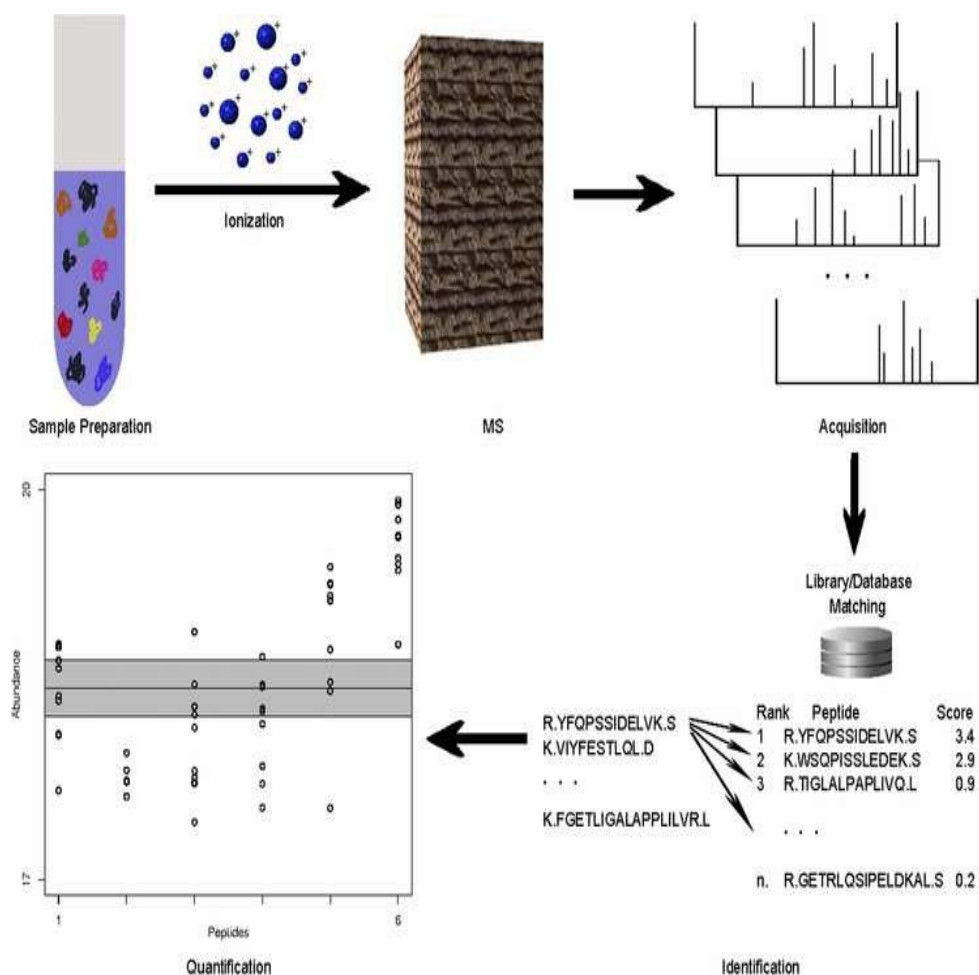 Ionization
Sample Preparation
MS
. . .
Acquisition
Library/Database
Matching
Rank Peptide Score
1 R.YFQPSSIDELVK.S 3.4
2 K.WSQPISSLEDEK.S 2.9
3 R.TIGLALPAPLIVQ.L 0.9
. . .
n. R.GETRLQSIPELDKAL.S 0.2
R.YFQPSSIDELVK.S
K.VIYFESTLQL.D
. . .
K.FGETLIGALAPPLILVR.L
Identification
20
Abundance
17
1
6
Peptides
Quantification